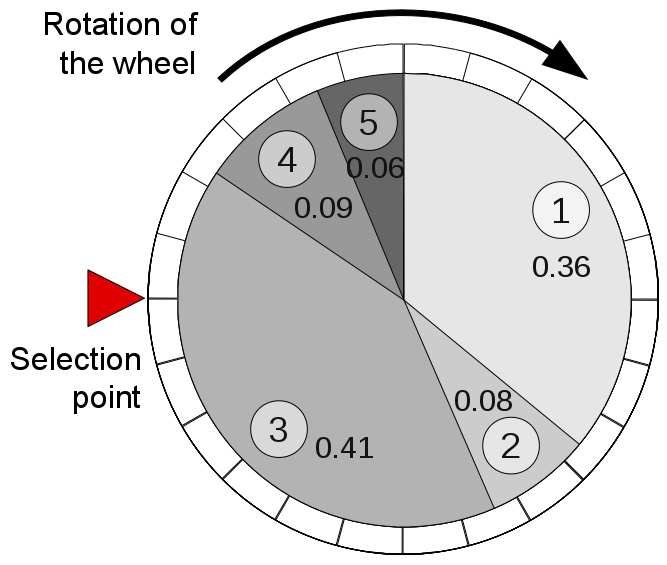 Rotation of
the wheel
5
4
0.06
0.09
1
0.36
Selection
point
0.08
3
0.41
2